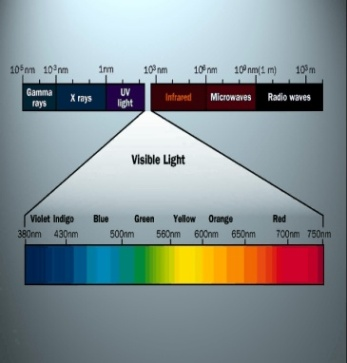 10⁻⁵nm 10⁻³nm 1nm 10³nm 10⁶nm 10⁹nm(1 m) 10³m
Gamma rays X rays UV light Infrared Microwaves Radio waves
Visible Light
Violet Indigo Blue Green Yellow Orange Red
380nm 430nm 500nm 560nm 600nm 650nm 700nm 750nm